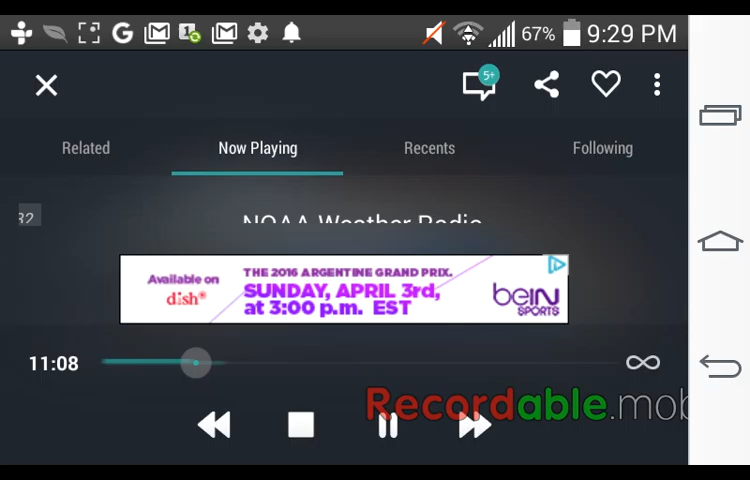 67% 9:29 PM
5+
Related Now Playing Recents Following
32
NOAA Weather Radio
Available on
dish
THE 2016 ARGENTINE GRAND PRIX.
SUNDAY, APRIL 3rd,
at 3:00 p.m. EST
beIN
SPORTS
11:08
Recordable.mob